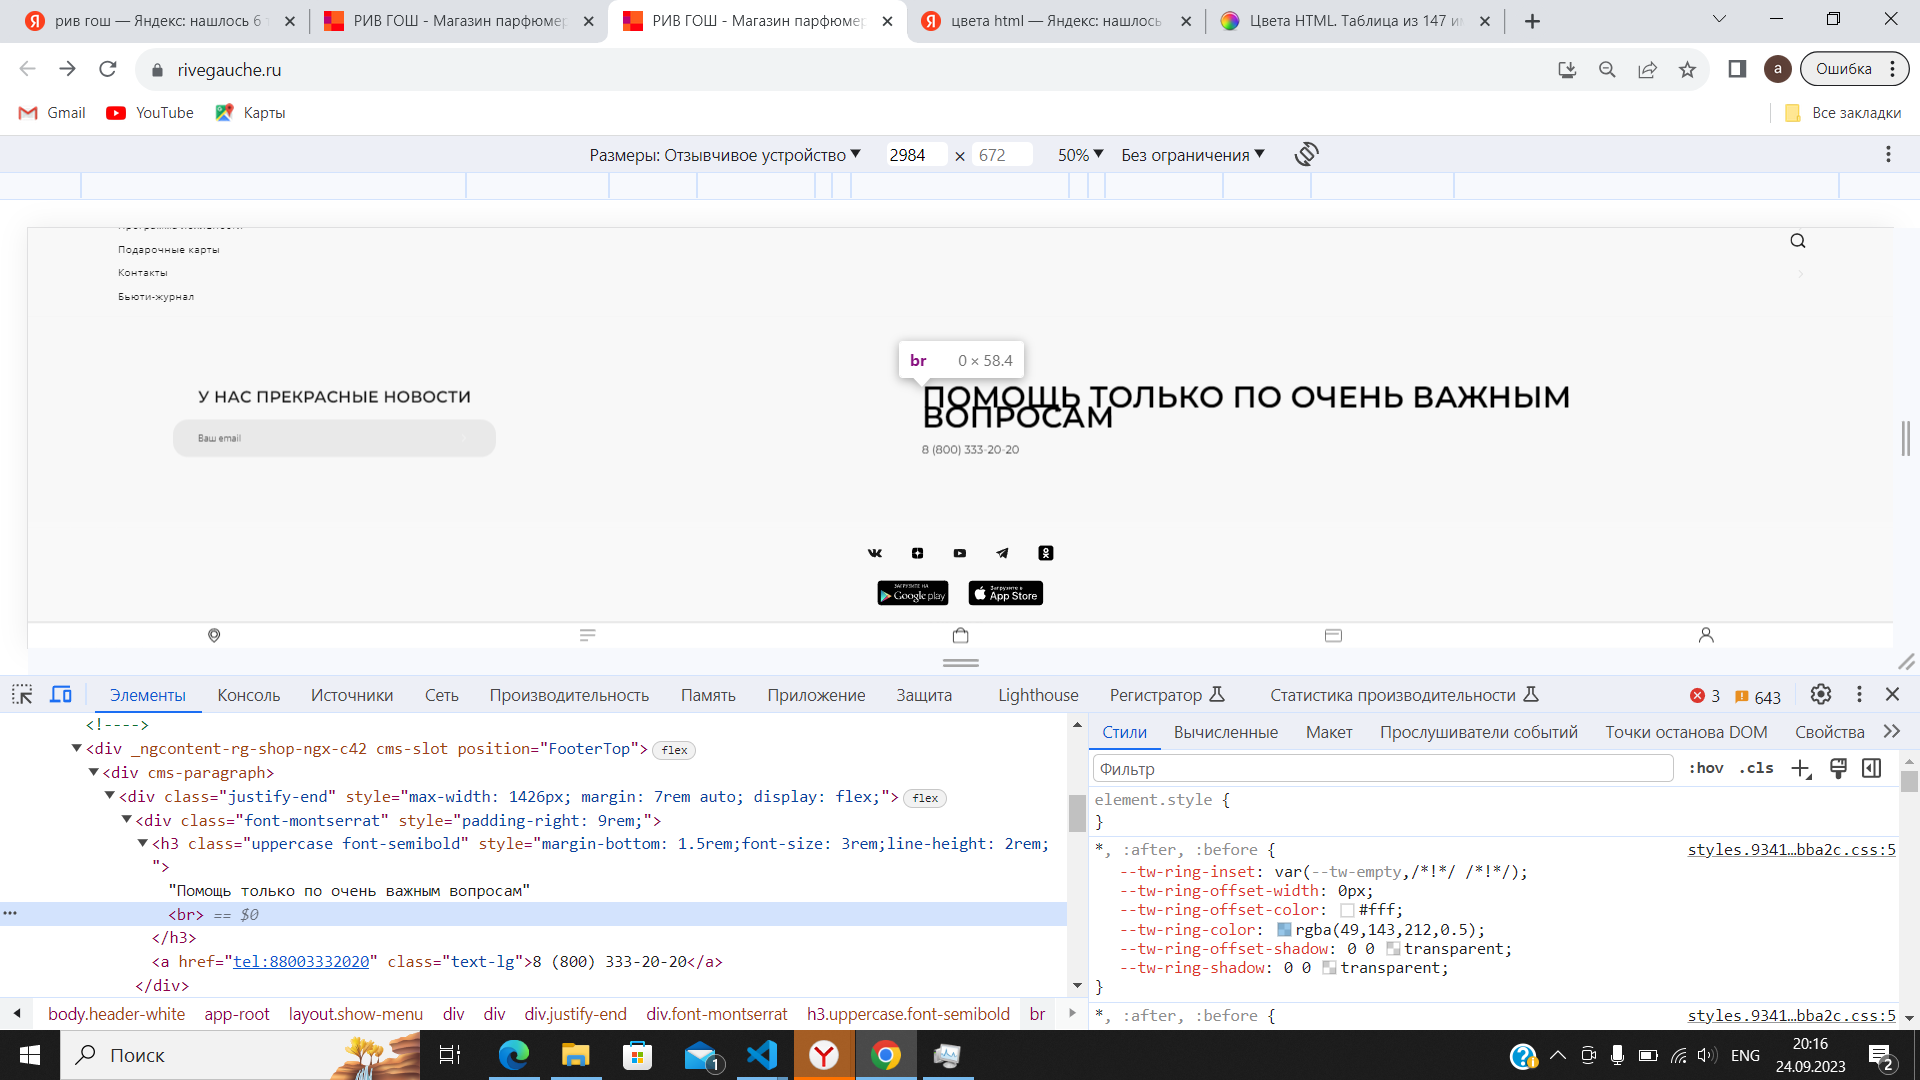 рив гош — Яндекс: нашлось 6
РИВ ГОШ - Магазин парфюмер
РИВ ГОШ - Магазин парфюмер
цвета html — Яндекс: нашлось
Цвета HTML. Таблица из 147 и
rivegauche.ru
a
Ошибка
Gmail
YouTube
Карты
Все закладки
Размеры: Отзывчивое устройство
2984 × 672
50%
Без ограничения
Подарочные карты
Контакты
Бьюти-журнал
br 0 × 58.4
У НАС ПРЕКРАСНЫЕ НОВОСТИ
Ваш email
ПОМОЩЬ ТОЛЬКО ПО ОЧЕНЬ ВАЖНЫМ
ВОПРОСАМ
8 (800) 333-20-20
ЗАГРУЗИТЕ НА
Google play
Загрузите в
App Store
Элементы
Консоль
Источники
Сеть
Производительность
Память
Приложение
Защита
Lighthouse
Регистратор
Статистика производительности
3
643
<!---->
<div _ngcontent-rg-shop-ngx-c42 cms-slot position="FooterTop"> flex
<div cms-paragraph>
<div class="justify-end" style="max-width: 1426px; margin: 7rem auto; display: flex;"> flex
<div class="font-montserrat" style="padding-right: 9rem;">
<h3 class="uppercase font-semibold" style="margin-bottom: 1.5rem;font-size: 3rem;line-height: 2rem;
">
"Помощь только по очень важным вопросам"
<br> == $0
</h3>
<a href="tel:88003332020" class="text-lg">8 (800) 333-20-20</a>
</div>
body.header-white
app-root
layout.show-menu
div
div
div.justify-end
div.font-montserrat
h3.uppercase.font-semibold
br
Стили
Вычисленные
Макет
Прослушиватели событий
Точки останова DOM
Свойства
Фильтр
:hov
.cls
element.style {
}
*, :after, :before {
styles.9341…bba2c.css:5
--tw-ring-inset: var(--tw-empty,/*!*/ /*!*/);
--tw-ring-offset-width: 0px;
--tw-ring-offset-color: #fff;
--tw-ring-color: rgba(49,143,212,0.5);
--tw-ring-offset-shadow: 0 0 transparent;
--tw-ring-shadow: 0 0 transparent;
}
*, :after, :before {
styles.9341…bba2c.css:5
Поиск
1
ENG
20:16
24.09.2023
2